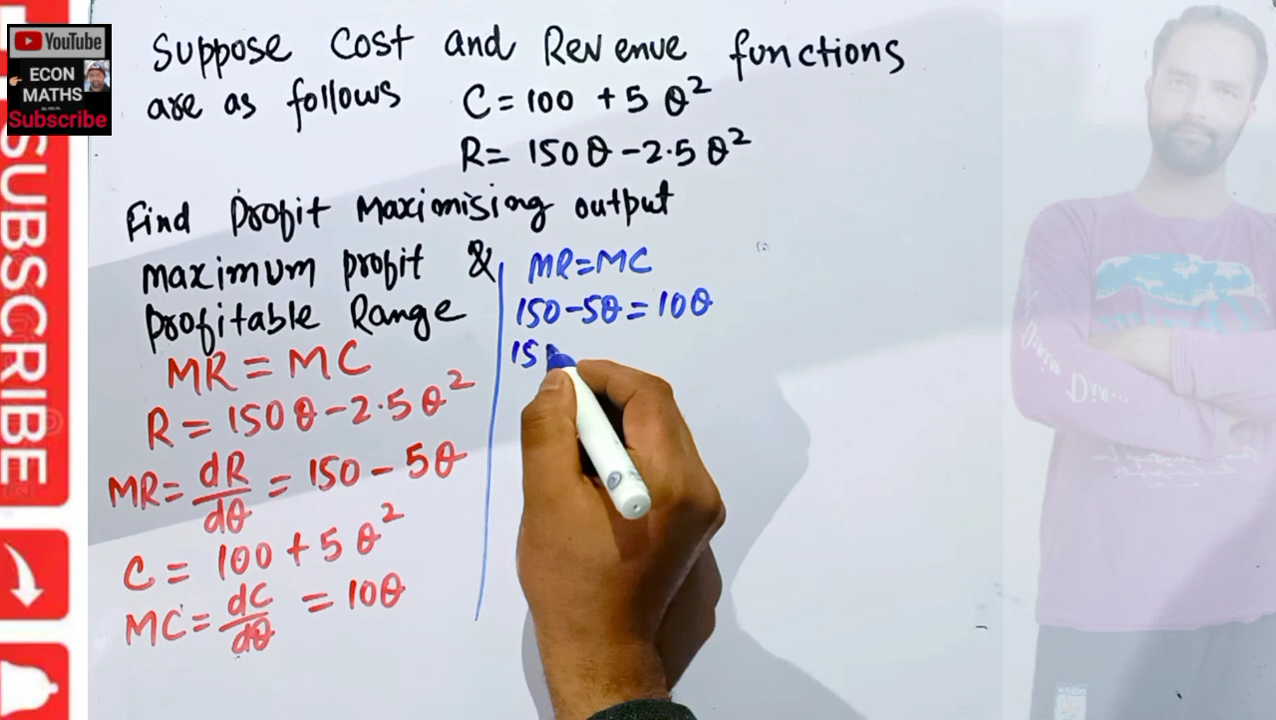 YouTube
ECON
MATHS
Subscribe
SUBSCRIBE
Suppose Cost and Revenue functions
are as follows C = 100 + 5 Q²
R = 150Q - 2.5 Q²
Find Profit Maximising output
maximum profit &
profitable Range
MR = MC
R = 150Q - 2.5Q²
MR = dR/dQ = 150 - 5Q
C = 100 + 5Q²
MC = dC/dQ = 10Q
MR = MC
150 - 5Q = 10Q
15